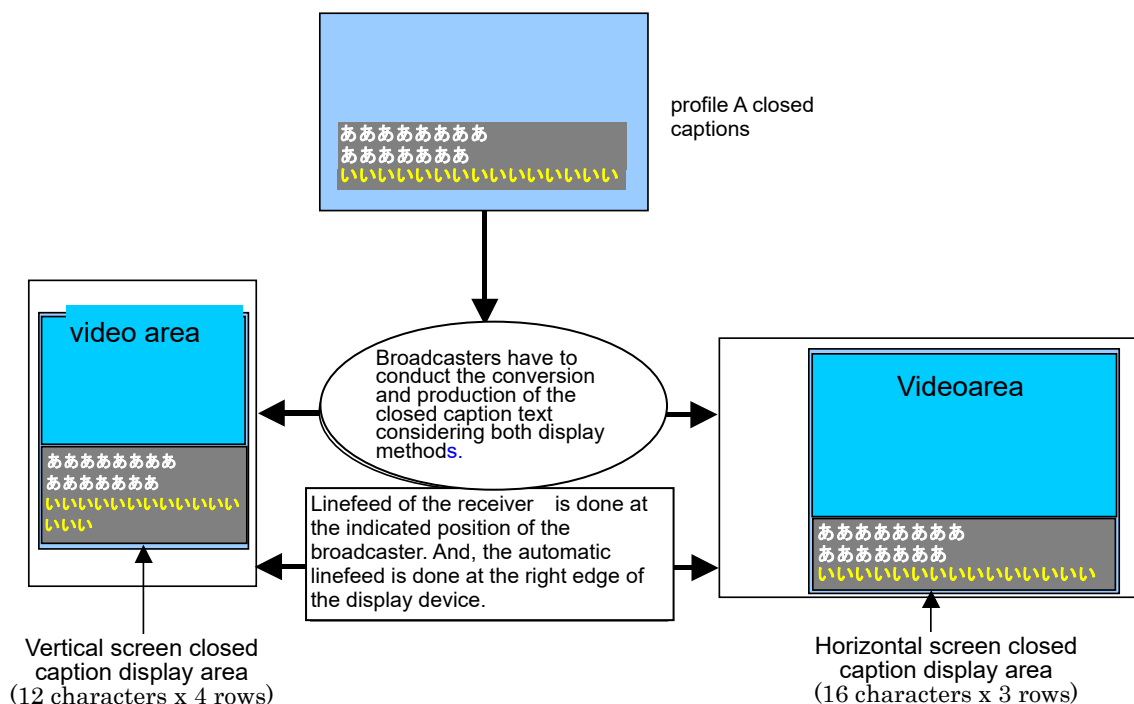 profile A closed
captions
ああああああああ
あああああああ
いいいいいいいいいいいいいいい
video area
ああああああああ
あああああああ
いいいいいいいいいいいい
いいい
Broadcasters have to
conduct the conversion
and production of the
closed caption text
considering both display
methods.
Videoarea
ああああああああ
あああああああ
いいいいいいいいいいいいいいい
Linefeed of the receiver is done at
the indicated position of the
broadcaster. And, the automatic
linefeed is done at the right edge of
the display device.
Vertical screen closed
caption display area
(12 characters x 4 rows)
Horizontal screen closed
caption display area
(16 characters x 3 rows)